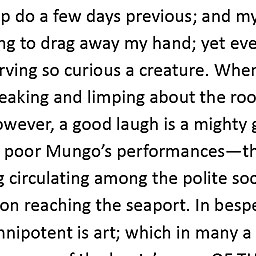 p do a few days previous; and my
ng to drag away my hand; yet eve
rving so curious a creature. When
eaking and limping about the roo
owever, a good laugh is a mighty g
poor Mungo's performances—th
g circulating among the polite soc
on reaching the seaport. In bespe
nnipotent is art; which in many a